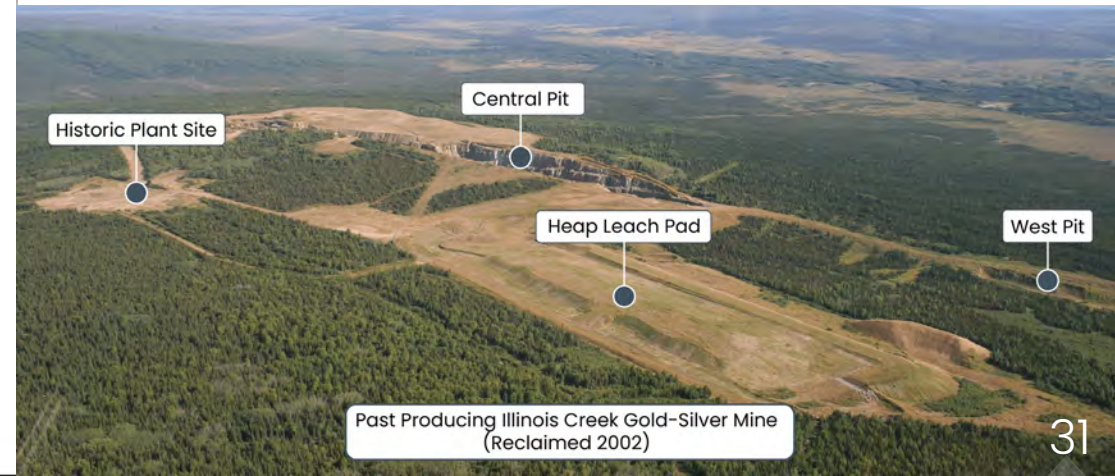 Central Pit
Historic Plant Site
Heap Leach Pad
West Pit
Past Producing Illinois Creek Gold-Silver Mine
(Reclaimed 2002)
31